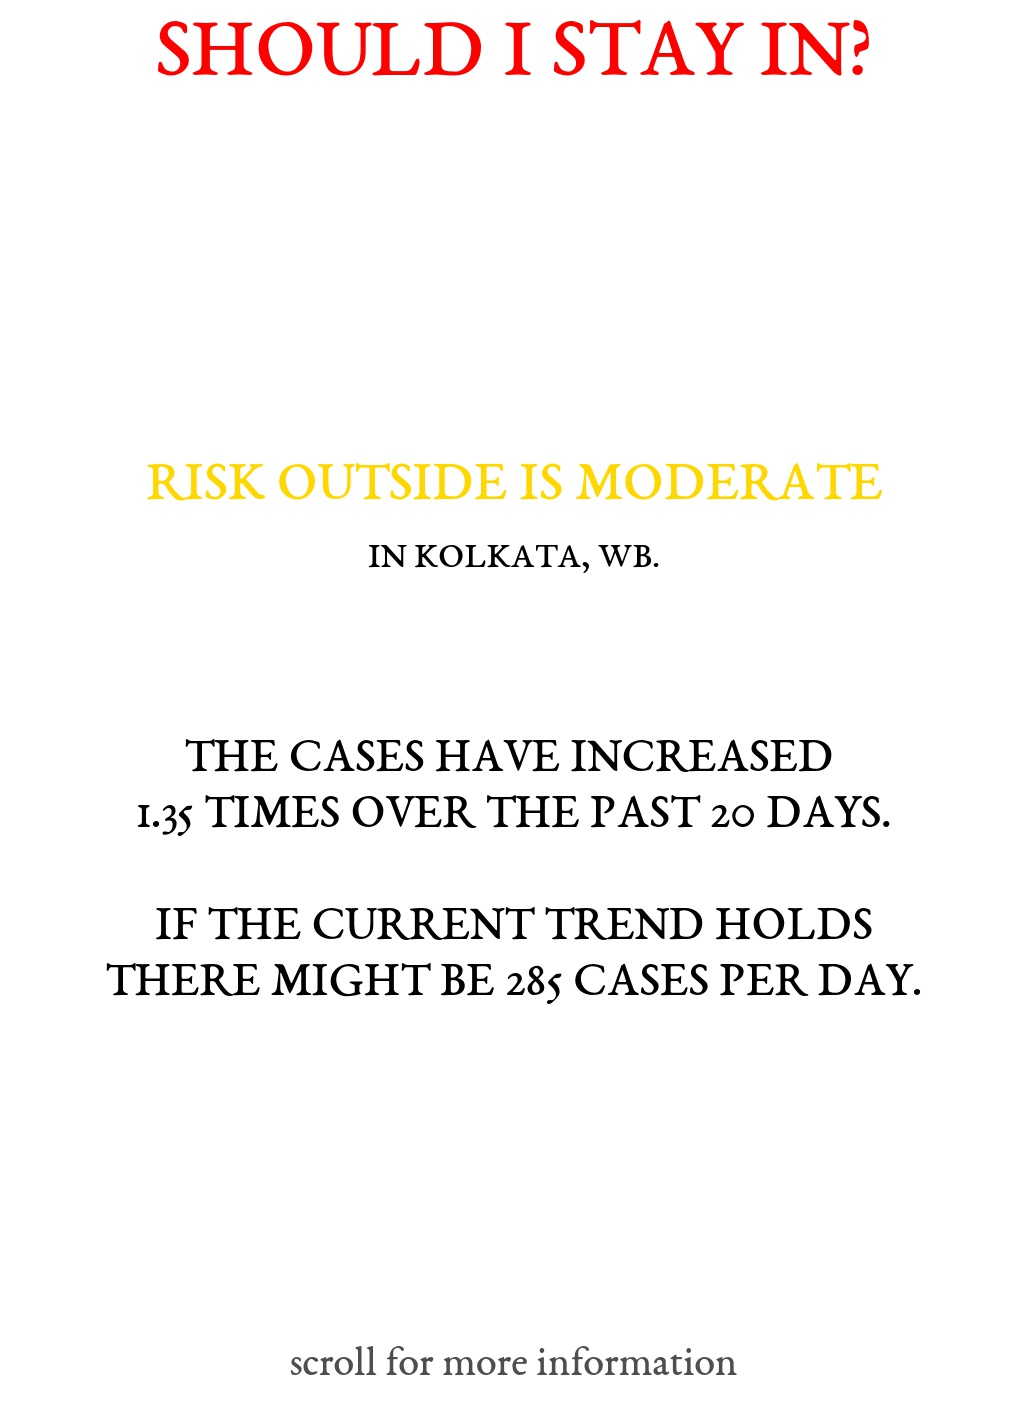 SHOULD I STAY IN?
RISK OUTSIDE IS MODERATE
IN KOLKATA, WB.
THE CASES HAVE INCREASED
1.35 TIMES OVER THE PAST 20 DAYS.
IF THE CURRENT TREND HOLDS
THERE MIGHT BE 285 CASES PER DAY.
scroll for more information